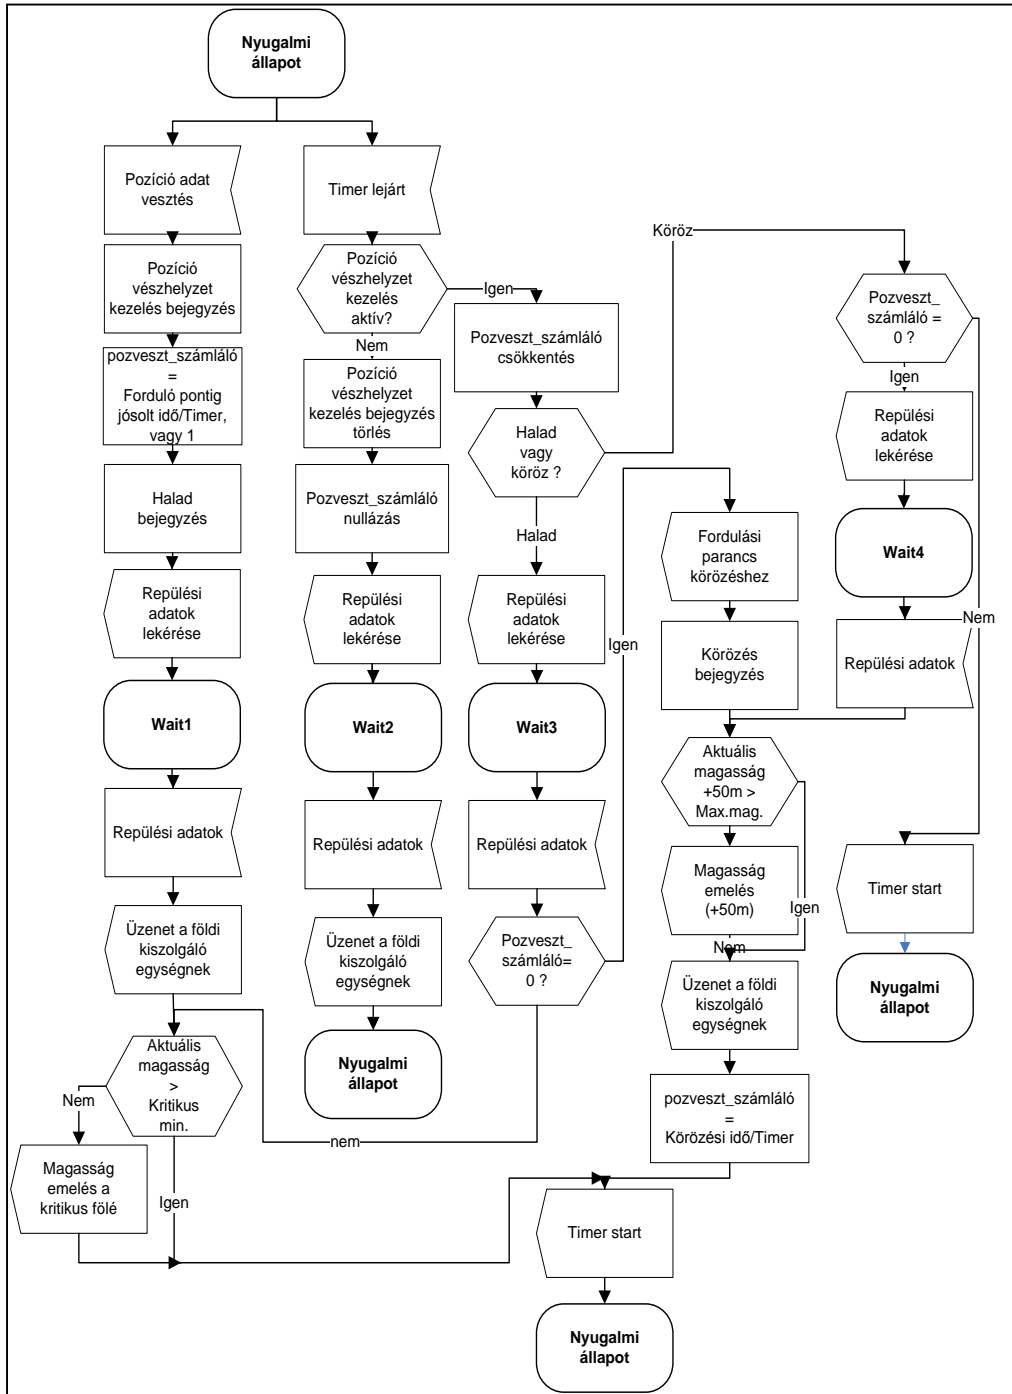 Nyugalmi
állapot
Pozíció adat
vesztés
Timer lejárt
Pozíció
vészhelyzet
kezelés bejegyzés
Pozíció
vészhelyzet
kezelés
aktív?
Igen
Nem
Pozveszt_számláló
csökkentés
Köröz
Pozveszt_
számláló =
0 ?
Igen
Nem
pozveszt_számláló
=
Forduló pontig
jósolt idő/Timer,
vagy 1
Pozíció
vészhelyzet
kezelés bejegyzés
törlés
Halad
vagy
köröz ?
Halad
Repülési
adatok
lekérése
Halad
bejegyzés
Pozveszt_számláló
nullázás
Fordulási
parancs
körözéshez
Wait4
Repülési
adatok
lekérése
Repülési
adatok
lekérése
Repülési
adatok
lekérése
Igen
Körözés
bejegyzés
Repülési adatok
Wait1
Wait2
Wait3
Aktuális
magasság
+50m >
Max.mag.
Repülési adatok
Repülési adatok
Repülési adatok
Magasság
emelés
(+50m)
Igen
Nem
Timer start
Üzenet a földi
kiszolgáló
egységnek
Üzenet a földi
kiszolgáló
egységnek
Pozveszt_
számláló=
0 ?
nem
Üzenet a földi
kiszolgáló
egységnek
Nyugalmi
állapot
Aktuális
magasság
>
Kritikus
min.
Nem
Igen
Nyugalmi
állapot
pozveszt_számláló
=
Körözési idő/Timer
Magasság
emelés a
kritikus fölé
Timer start
Nyugalmi
állapot